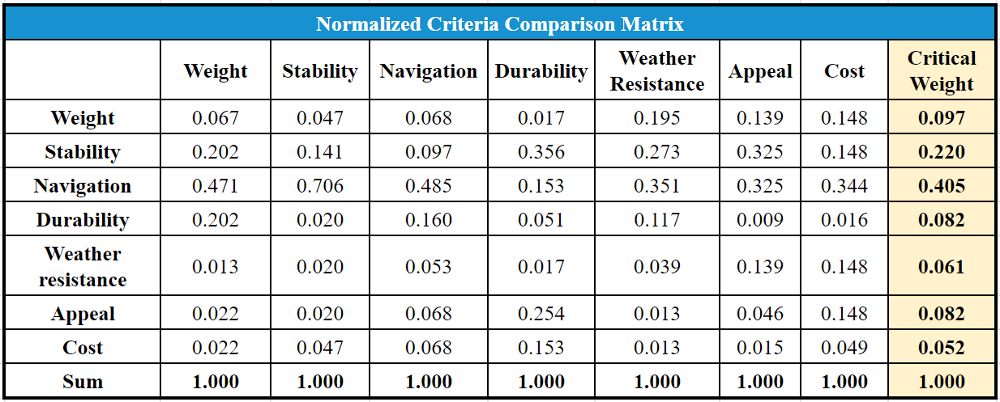 Normalized Criteria Comparison Matrix
Weight Stability Navigation Durability Weather Resistance Appeal Cost Critical Weight
Weight 0.067 0.047 0.068 0.017 0.195 0.139 0.148 0.097
Stability 0.202 0.141 0.097 0.356 0.273 0.325 0.148 0.220
Navigation 0.471 0.706 0.485 0.153 0.351 0.325 0.344 0.405
Durability 0.202 0.020 0.160 0.051 0.117 0.009 0.016 0.082
Weather resistance 0.013 0.020 0.053 0.017 0.039 0.139 0.148 0.061
Appeal 0.022 0.020 0.068 0.254 0.013 0.046 0.148 0.082
Cost 0.022 0.047 0.068 0.153 0.013 0.015 0.049 0.052
Sum 1.000 1.000 1.000 1.000 1.000 1.000 1.000 1.000